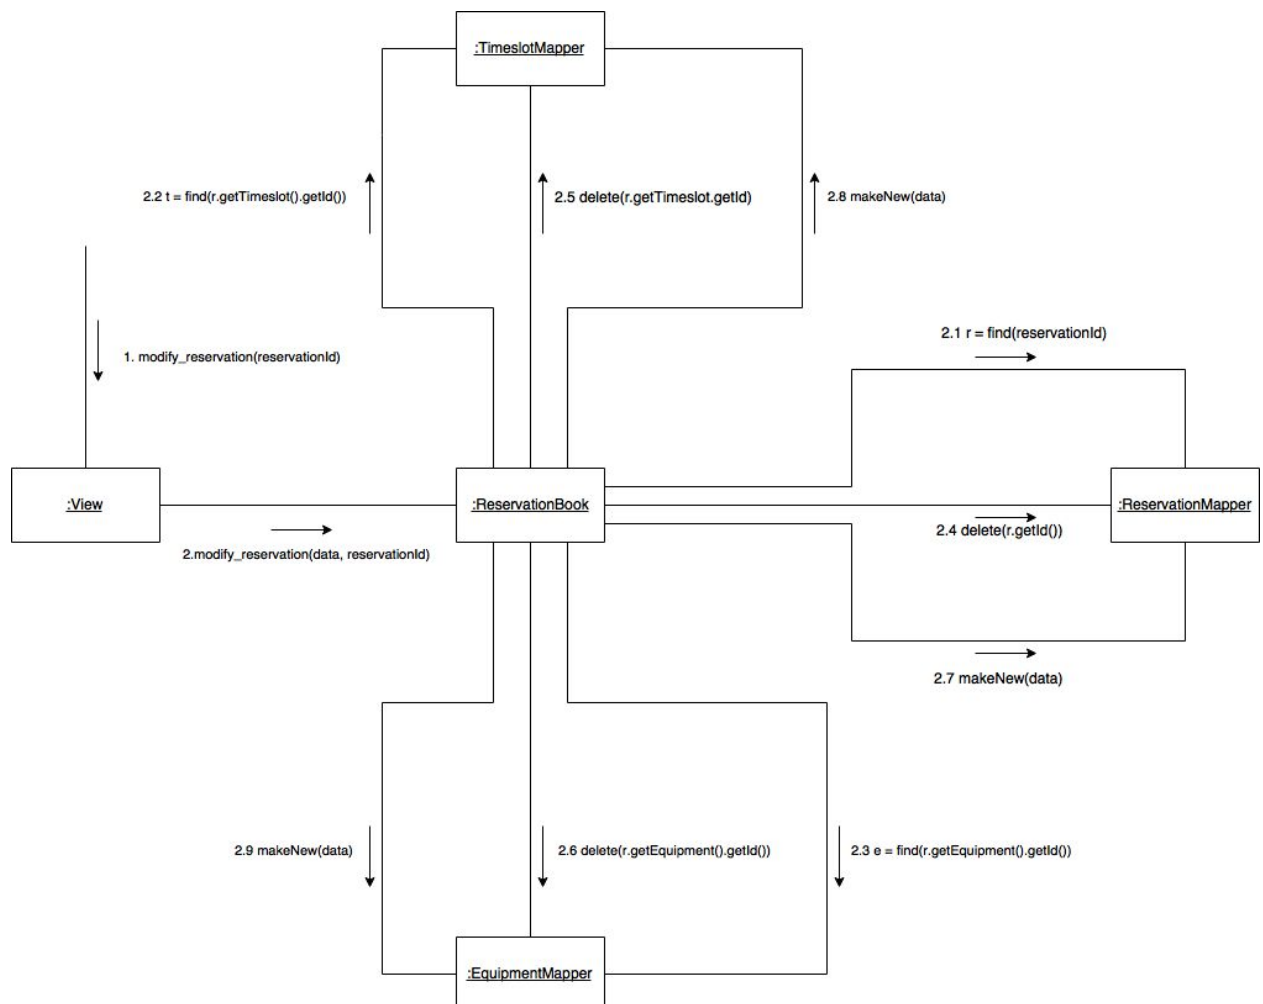 :TimeslotMapper
2.2 t = find(r.getTimeslot().getId())
2.5 delete(r.getTimeslot.getId)
2.8 makeNew(data)
1. modify_reservation(reservationId)
2.1 r = find(reservationId)
:View
:ReservationBook
:ReservationMapper
2.modify_reservation(data, reservationId)
2.4 delete(r.getId())
2.7 makeNew(data)
2.9 makeNew(data)
2.6 delete(r.getEquipment().getId())
2.3 e = find(r.getEquipment().getId())
:EquipmentMapper